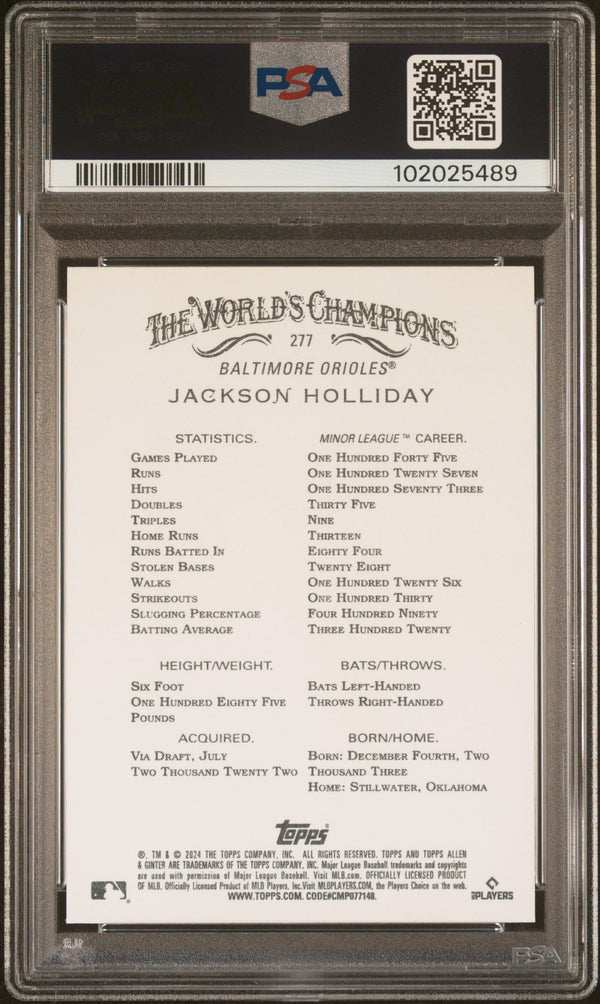 PSA
102025489
THE WORLD'S CHAMPIONS
277
BALTIMORE ORIOLES®
JACKSON HOLLIDAY
STATISTICS. MINOR LEAGUE™ CAREER.
GAMES PLAYED ONE HUNDRED FORTY FIVE
RUNS ONE HUNDRED TWENTY SEVEN
HITS ONE HUNDRED SEVENTY THREE
DOUBLES THIRTY FIVE
TRIPLES NINE
HOME RUNS THIRTEEN
RUNS BATTED IN EIGHTY FOUR
STOLEN BASES TWENTY EIGHT
WALKS ONE HUNDRED TWENTY SIX
STRIKEOUTS ONE HUNDRED THIRTY
SLUGGING PERCENTAGE FOUR HUNDRED NINETY
BATTING AVERAGE THREE HUNDRED TWENTY
HEIGHT/WEIGHT. BATS/THROWS.
SIX FOOT BATS LEFT-HANDED
ONE HUNDRED EIGHTY FIVE THROWS RIGHT-HANDED
POUNDS
ACQUIRED. BORN/HOME.
VIA DRAFT, JULY BORN: DECEMBER FOURTH, TWO
TWO THOUSAND TWENTY TWO THOUSAND THREE
HOME: STILLWATER, OKLAHOMA
Topps
®, TM & © 2024 THE TOPPS COMPANY, INC. ALL RIGHTS RESERVED. TOPPS AND TOPPS ALLEN
& GINTER ARE TRADEMARKS OF THE TOPPS COMPANY, INC. Major League Baseball trademarks and copyrights
are used with permission of Major League Baseball. Visit MLB.com. OFFICIALLY LICENSED PRODUCT
OF MLB. Officially Licensed Product of MLB Players, Inc. Visit MLBPLAYERS.COM, the Players Choice on the web.
WWW.TOPPS.COM. CODE#CMP077148.
PLAYERS
PSA